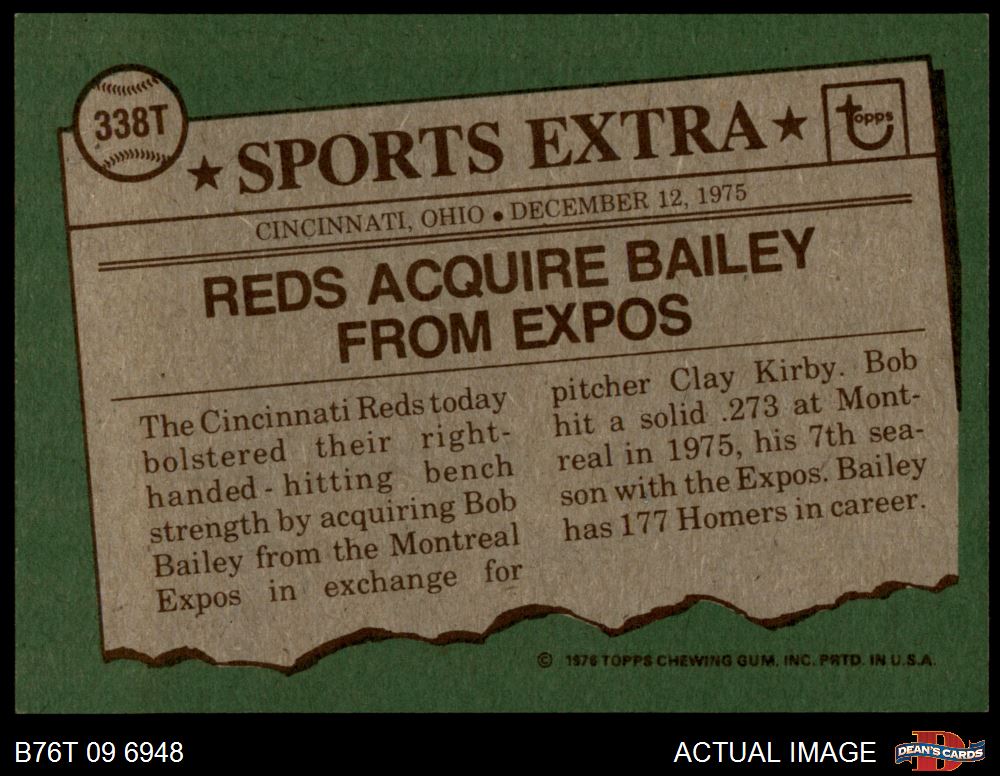 338T
★ SPORTS EXTRA ★
topps
CINCINNATI, OHIO ● DECEMBER 12, 1975
REDS ACQUIRE BAILEY
FROM EXPOS
The Cincinnati Reds today
bolstered their right-
handed-hitting bench
strength by acquiring Bob
Bailey from the Montreal
Expos in exchange for
pitcher Clay Kirby. Bob
hit a solid .273 at Mont-
real in 1975, his 7th sea-
son with the Expos. Bailey
has 177 Homers in career.
© 1976 TOPPS CHEWING GUM, INC. PRTD. IN U.S.A.
B76T 09 6948
ACTUAL IMAGE
D
DEAN'S CARDS